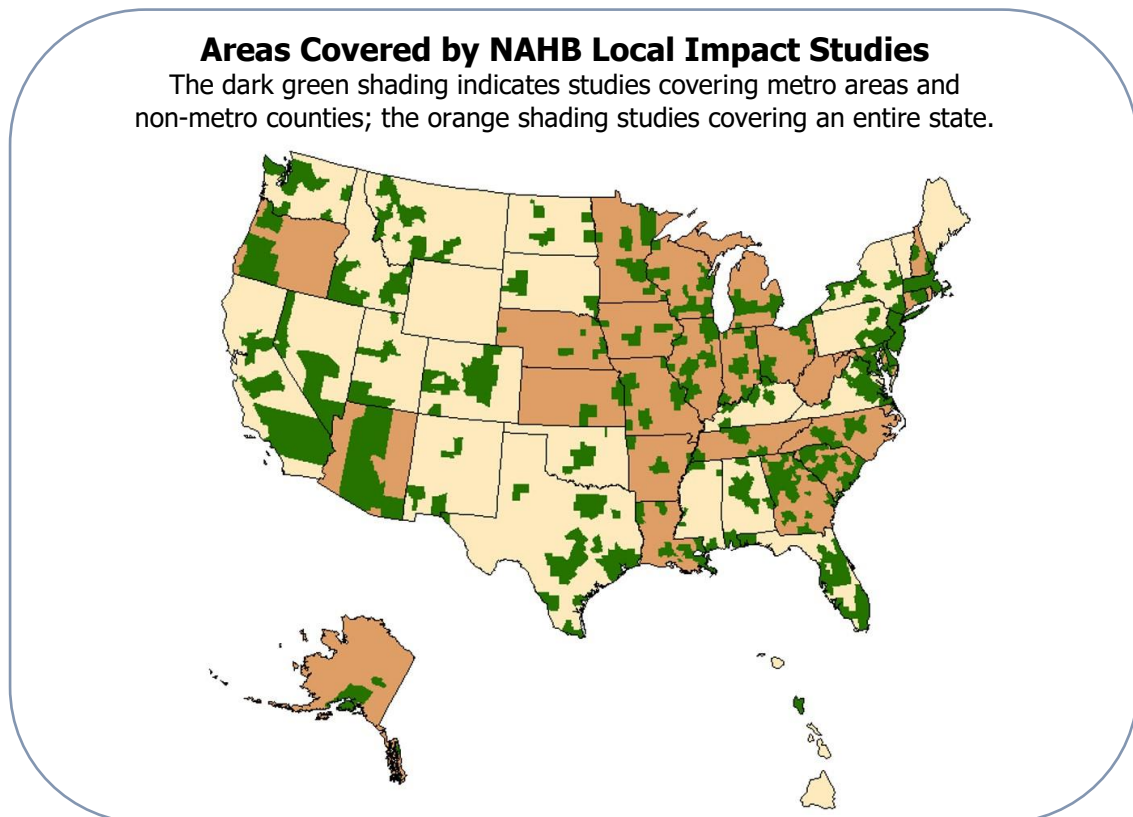 Areas Covered by NAHB Local Impact Studies
The dark green shading indicates studies covering metro areas and
non-metro counties; the orange shading studies covering an entire state.